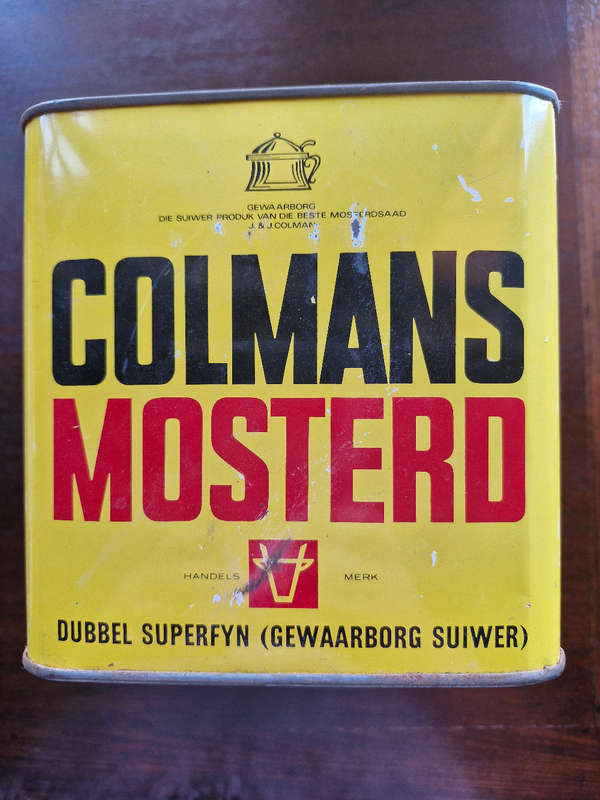 GEWAARBORG
DIE SUIWER PRODUK VAN DIE BESTE MOSTERDSAAD
J. & J. COLMAN
COLMANS
MOSTERD
HANDELS MERK
DUBBEL SUPERFYN (GEWAARBORG SUIWER)